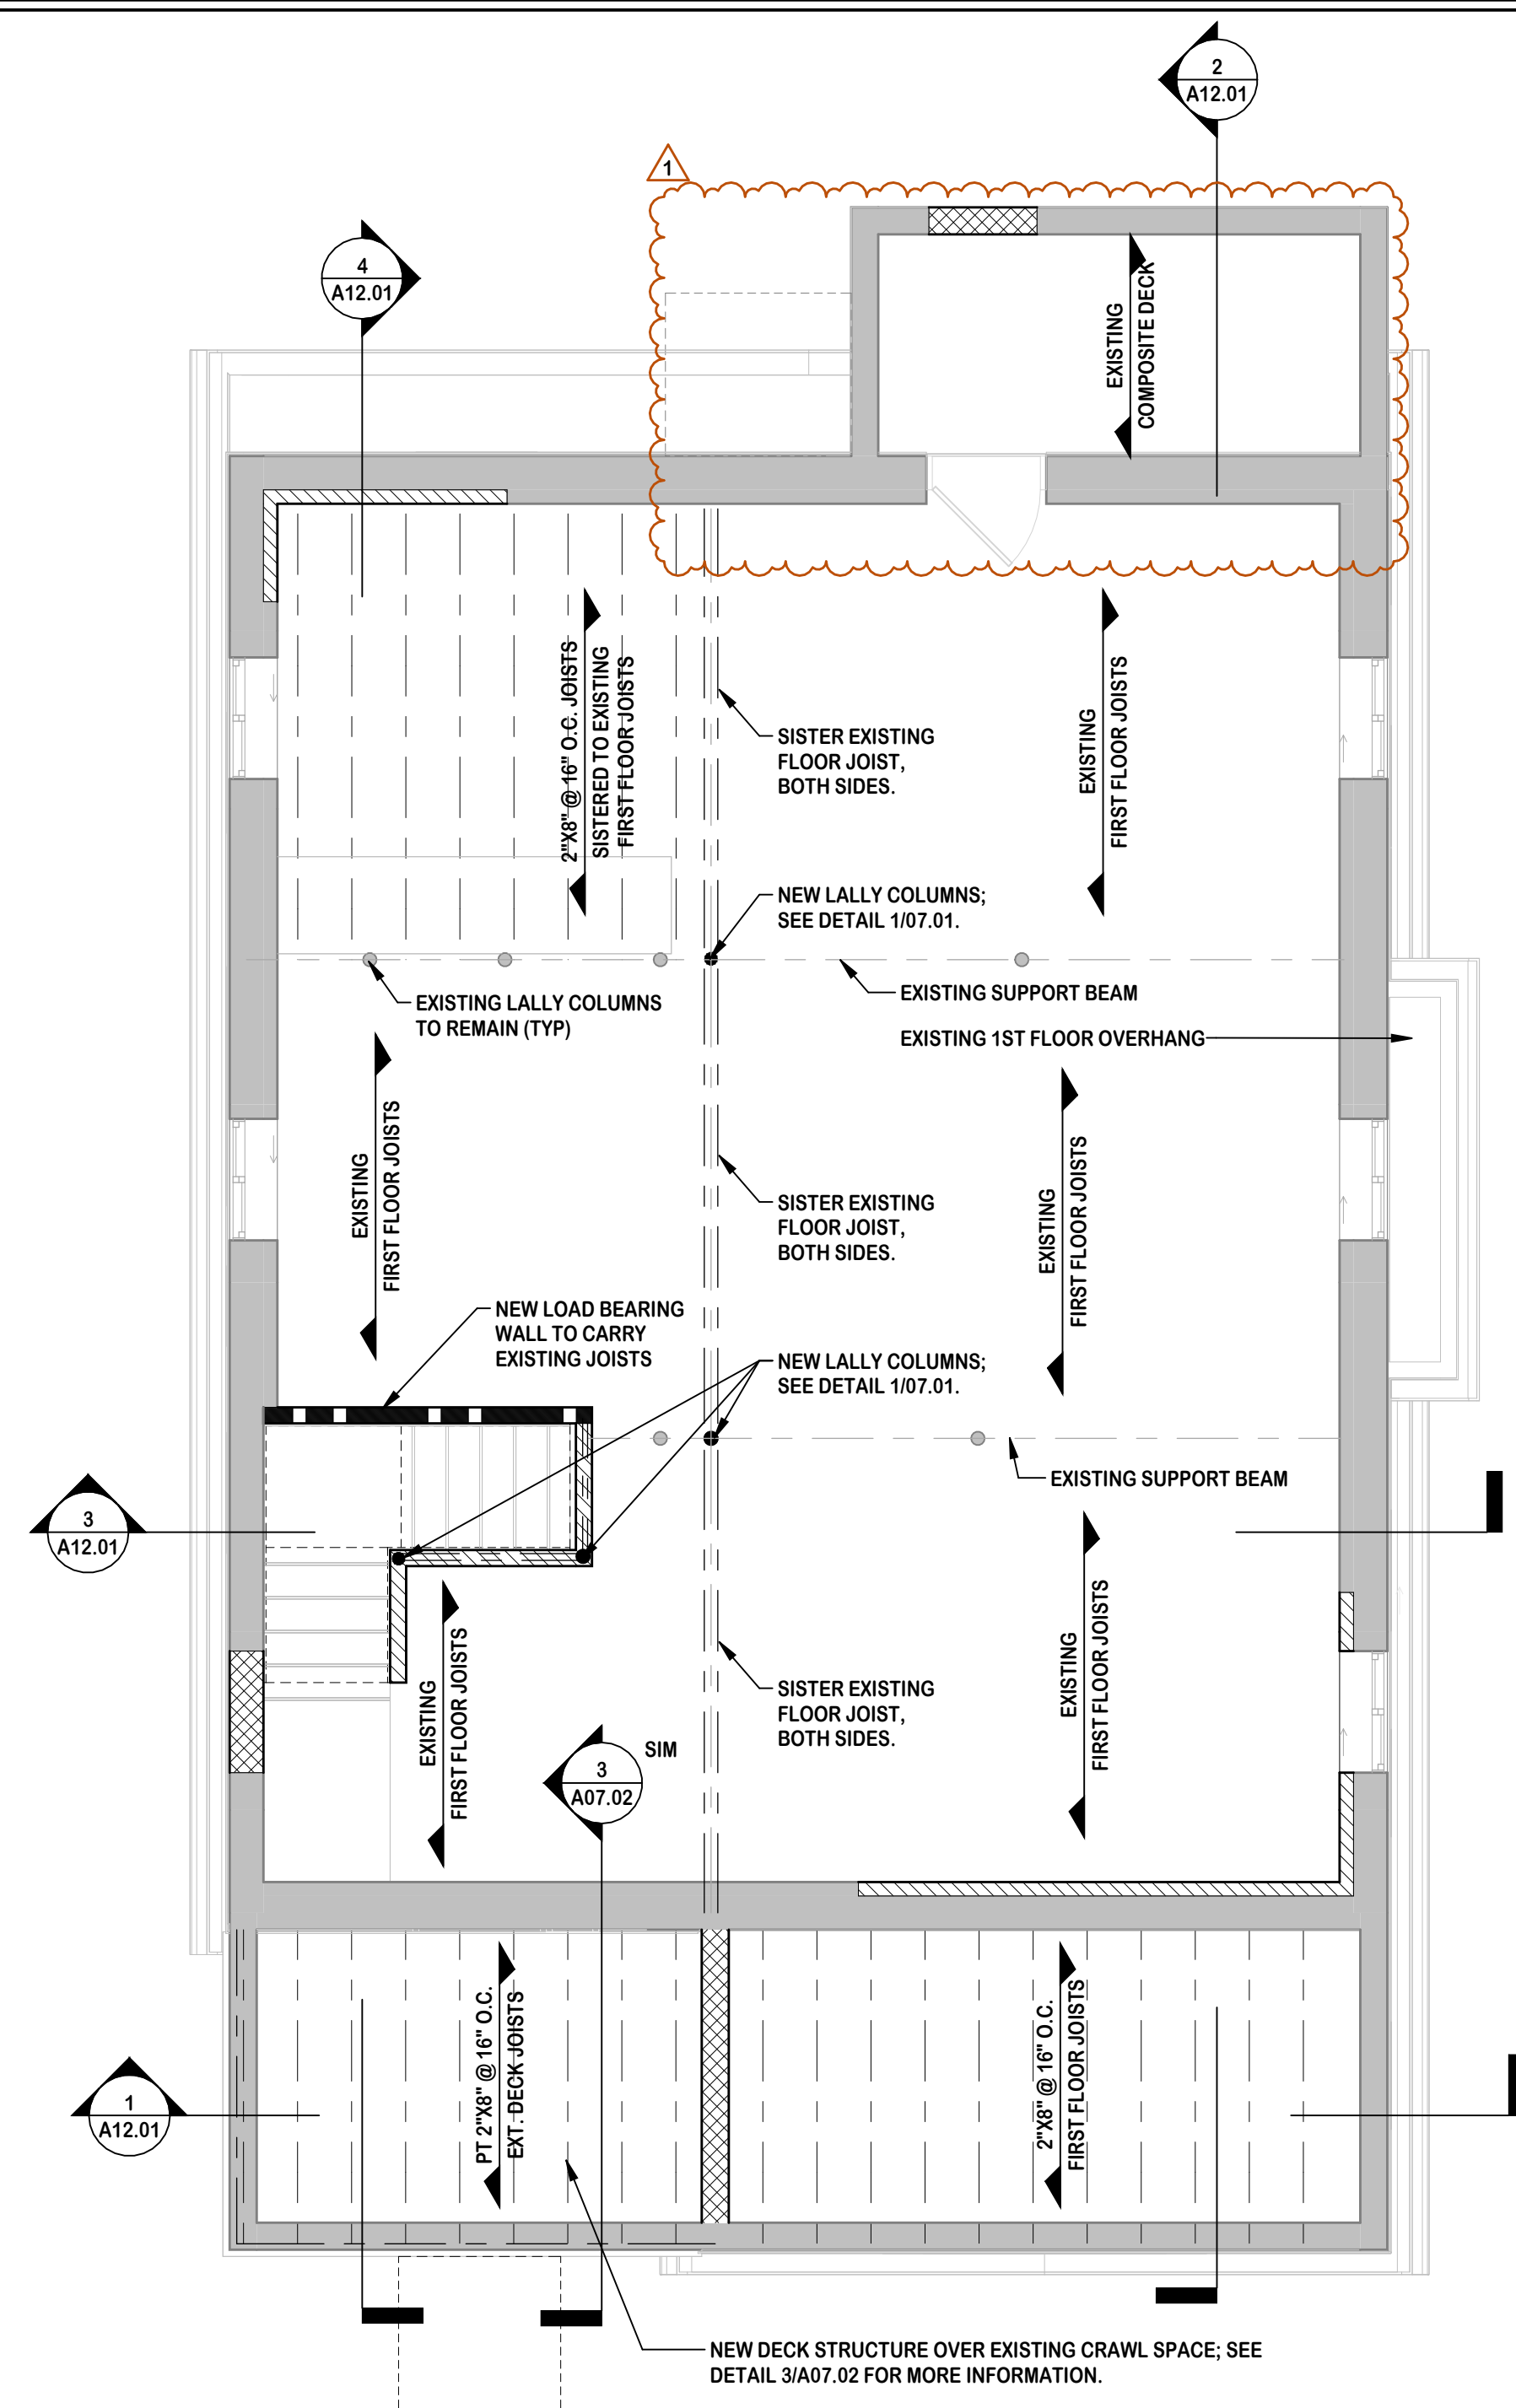 2
A12.01
1
4
A12.01
EXISTING
COMPOSITE DECK
2"X8" @ 16" O.C. JOISTS
SISTERED TO EXISTING
FIRST FLOOR JOISTS
SISTER EXISTING
FLOOR JOIST,
BOTH SIDES.
EXISTING
FIRST FLOOR JOISTS
NEW LALLY COLUMNS;
SEE DETAIL 1/07.01.
EXISTING LALLY COLUMNS
TO REMAIN (TYP)
EXISTING SUPPORT BEAM
EXISTING 1ST FLOOR OVERHANG
EXISTING
FIRST FLOOR JOISTS
SISTER EXISTING
FLOOR JOIST,
BOTH SIDES.
EXISTING
FIRST FLOOR JOISTS
NEW LOAD BEARING
WALL TO CARRY
EXISTING JOISTS
NEW LALLY COLUMNS;
SEE DETAIL 1/07.01.
EXISTING SUPPORT BEAM
3
A12.01
EXISTING
FIRST FLOOR JOISTS
SISTER EXISTING
FLOOR JOIST,
BOTH SIDES.
EXISTING
FIRST FLOOR JOISTS
SIM
3
A07.02
PT 2"X8" @ 16" O.C.
EXT. DECK JOISTS
2"X8" @ 16" O.C.
FIRST FLOOR JOISTS
1
A12.01
NEW DECK STRUCTURE OVER EXISTING CRAWL SPACE; SEE
DETAIL 3/A07.02 FOR MORE INFORMATION.